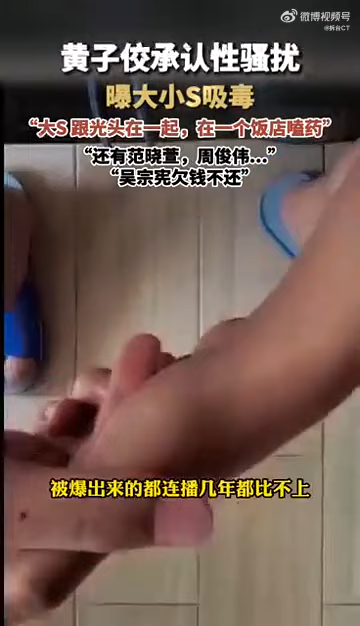 微博视频号
@拆台CT
黄子佼承认性骚扰
曝大小S吸毒
“大S 跟光头在一起，在一个饭店嗑药”
“还有范晓萱，周俊伟...”
“吴宗宪欠钱不还”
被爆出来的都连播几年都比不上